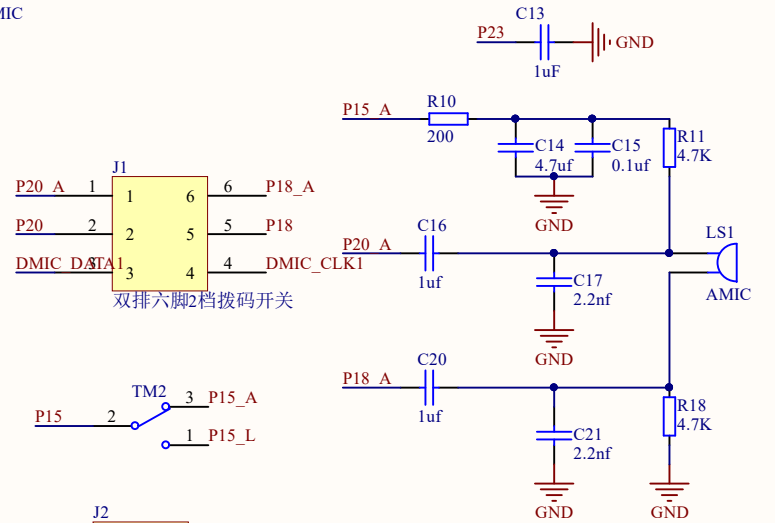 MIC
C13
P23
GND
1uF
P15_A
R10
200
C14
4.7uf
C15
0.1uf
R11
4.7K
GND
J1
P20_A
1
1
6
6
P18_A
P20
2
2
5
5
P18
DMIC_DATA1
3
3
4
4
DMIC_CLK1
双排六脚2档拨码开关
P20_A
C16
1uf
C17
2.2nf
GND
LS1
AMIC
P18_A
C20
1uf
C21
2.2nf
GND
R18
4.7K
GND
TM2
P15
2
3
P15_A
1
P15_L
J2